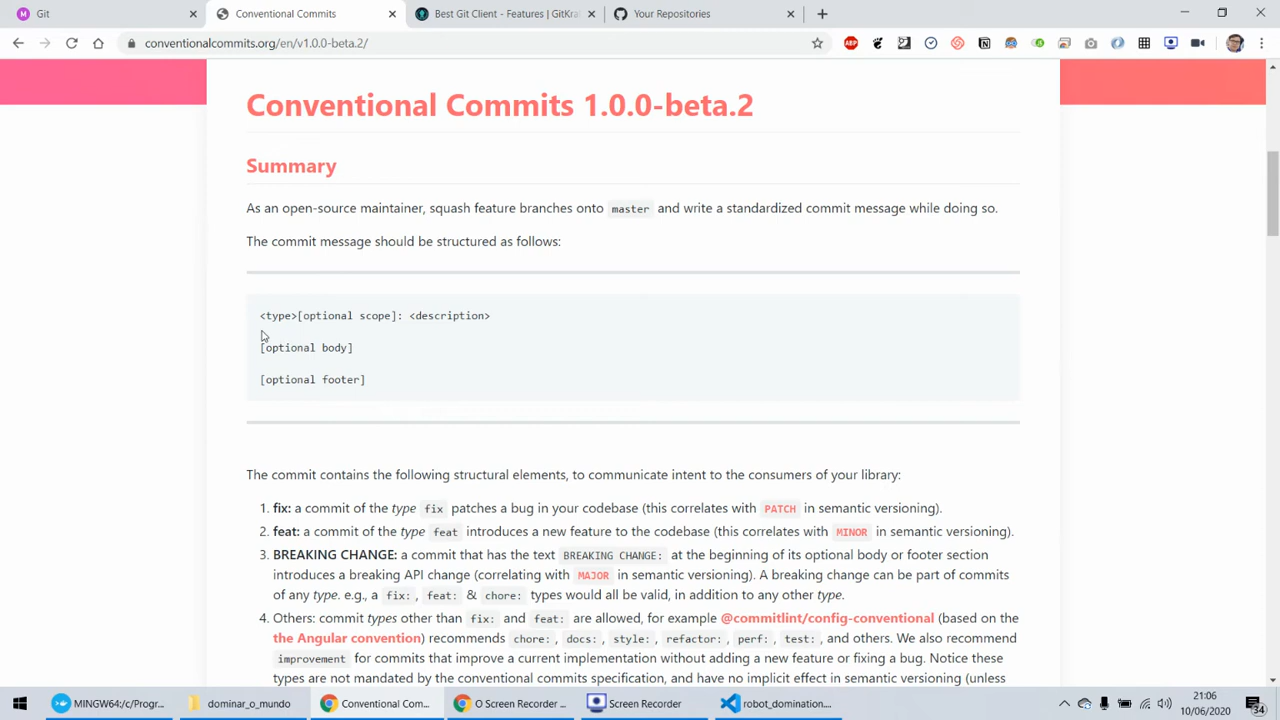 Git
Conventional Commits
Best Git Client - Features | GitKra
Your Repositories
conventionalcommits.org/en/v1.0.0-beta.2/
ABP
Conventional Commits 1.0.0-beta.2
Summary
As an open-source maintainer, squash feature branches onto master and write a standardized commit message while doing so.
The commit message should be structured as follows:
<type>[optional scope]: <description>
[optional body]
[optional footer]
The commit contains the following structural elements, to communicate intent to the consumers of your library:
1. fix: a commit of the type fix patches a bug in your codebase (this correlates with PATCH in semantic versioning).
2. feat: a commit of the type feat introduces a new feature to the codebase (this correlates with MINOR in semantic versioning).
3. BREAKING CHANGE: a commit that has the text BREAKING CHANGE: at the beginning of its optional body or footer section
introduces a breaking API change (correlating with MAJOR in semantic versioning). A breaking change can be part of commits
of any type. e.g., a fix:, feat: & chore: types would all be valid, in addition to any other type.
4. Others: commit types other than fix: and feat: are allowed, for example @commitlint/config-conventional (based on the
the Angular convention) recommends chore:, docs:, style:, refactor:, perf:, test:, and others. We also recommend
improvement for commits that improve a current implementation without adding a new feature or fixing a bug. Notice these
types are not mandated by the conventional commits specification, and have no implicit effect in semantic versioning (unless
MINGW64:/c/Progr...
dominar_o_mundo
Conventional Com...
O Screen Recorder ...
Screen Recorder
robot_domination....
21:06
10/06/2020
34